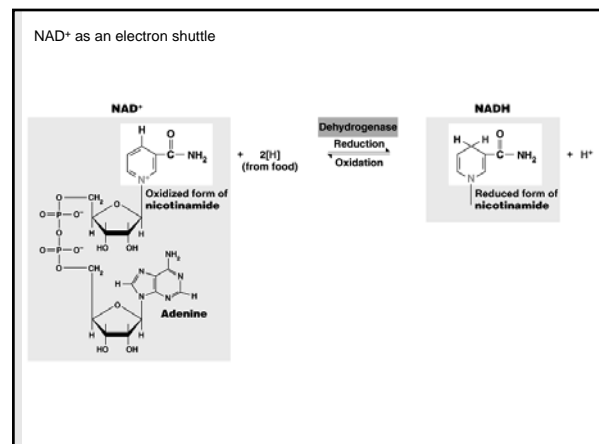 NAD⁺ as an electron shuttle
NAD⁺
NADH
Dehydrogenase
Reduction
Oxidation
H
O
C
NH₂
N⁺
+ 2[H]
(from food)
H H
O
C
NH₂
N
+ H⁺
Oxidized form of
nicotinamide
Reduced form of
nicotinamide
O CH₂
O=P–O⁻
O
H H
HO OH
O
O=P–O⁻
O CH₂
NH₂
N N
H
N N H
Adenine
O
H H
HO OH